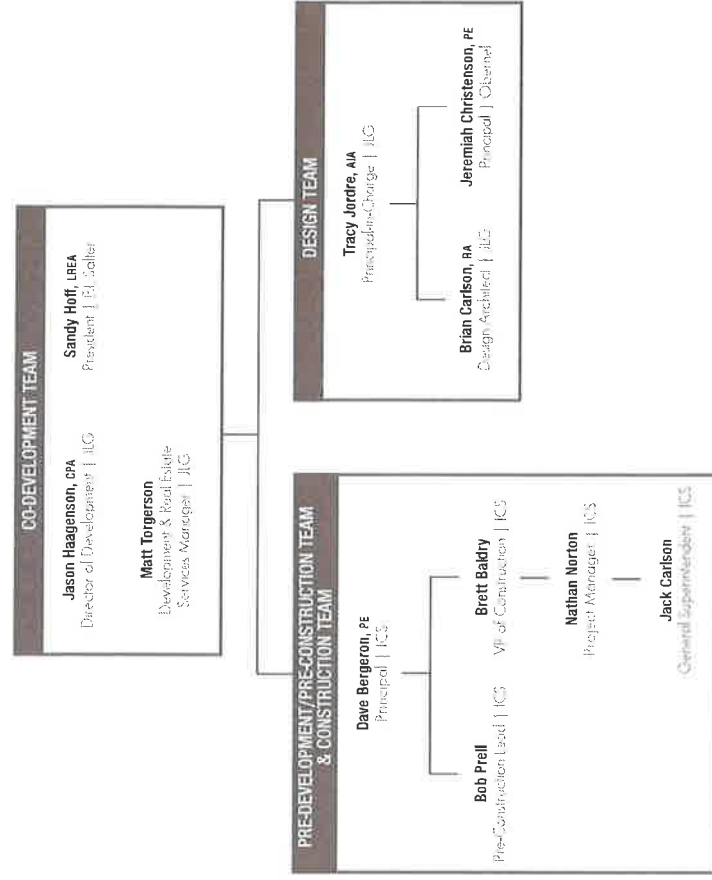 CO-DEVELOPMENT TEAM
Jason Haagenson, CPA
Director of Development | JLG
Sandy Hoff, LREA
President | F.I. Salter
Matt Torgerson
Development & Real Estate
Services Manager | JLG
PRE-DEVELOPMENT/PRE-CONSTRUCTION TEAM
& CONSTRUCTION TEAM
Dave Bergeron, PE
Principal | ICS
Bob Prell
Pre-Construction Lead | ICS
Brett Baldry
VP of Construction | ICS
Nathan Norton
Project Manager | ICS
Jack Carlson
General Superintendent | ICS
DESIGN TEAM
Tracy Jordre, AIA
Principal-in-Charge | JLG
Brian Carlson, RA
Design Architect | JLG
Jeremiah Christenson, PE
Principal | Obernel